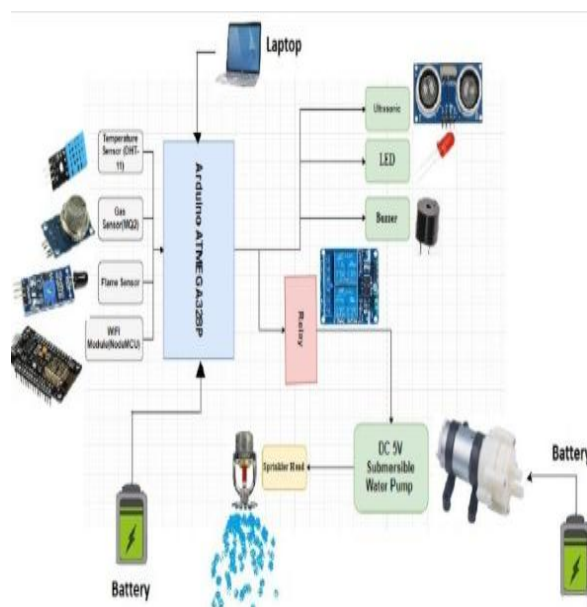 Laptop
Temperature
Sensor (DHT-
11)
Gas
Sensor(MQ2)
Flame Sensor
WIFI
Module(NodeMCU)
Arduino ATMEGA328P
Ultrasonic
LED
Buzzer
Relay
DC 5V
Submersible
Water Pump
Sprinkler Head
Battery
Battery